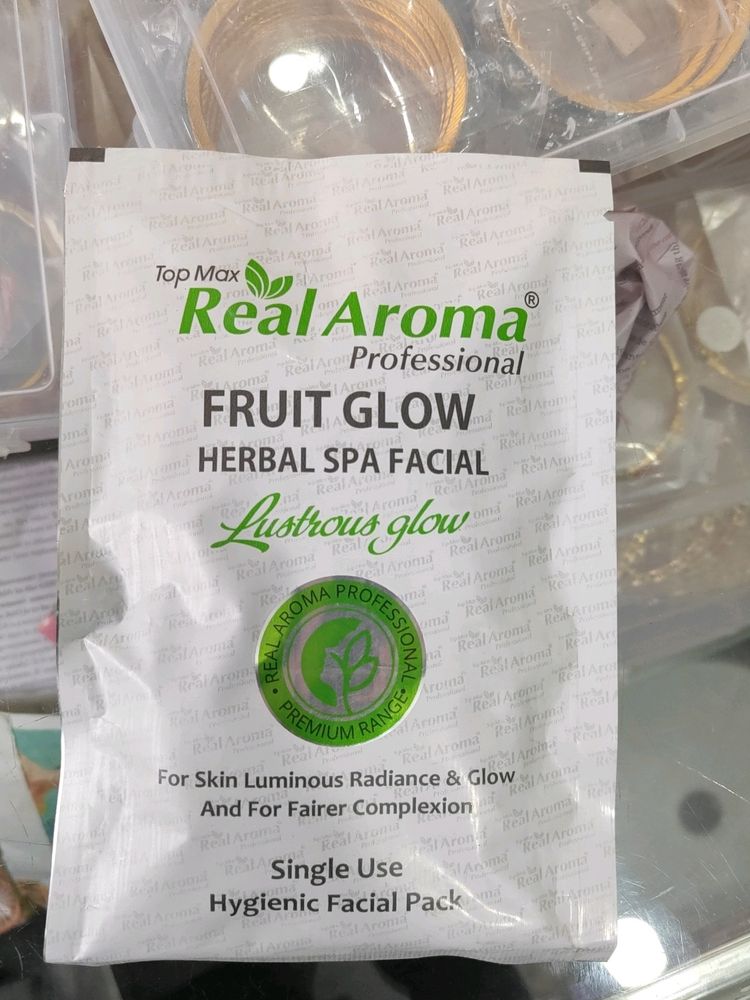 Top Max
Real Aroma®
Professional
FRUIT GLOW
HERBAL SPA FACIAL
Lustrous glow
REAL AROMA PROFESSIONAL
PREMIUM RANGE
For Skin Luminous Radiance & Glow
And For Fairer Complexion
Single Use
Hygienic Facial Pack